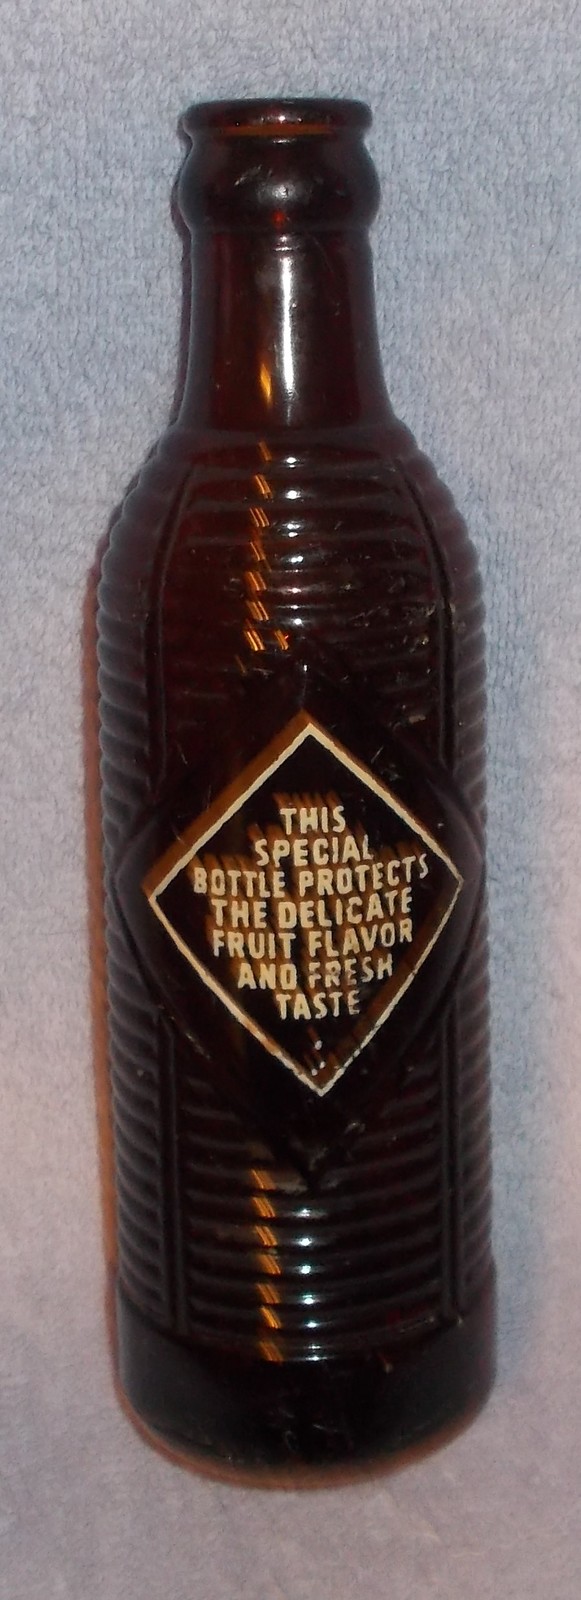 THIS
SPECIAL
BOTTLE PROTECTS
THE DELICATE
FRUIT FLAVOR
AND FRESH
TASTE